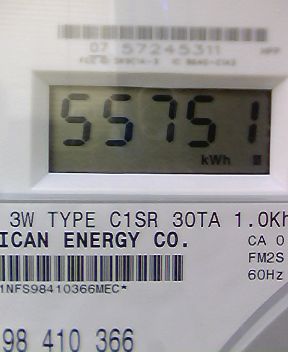 07 57245311
55751
kWh
3W TYPE C1SR 30TA 1.0Kh
ICAN ENERGY CO.
CA 0
FM2S
60Hz
1NFS98410366MEC*
98 410 366